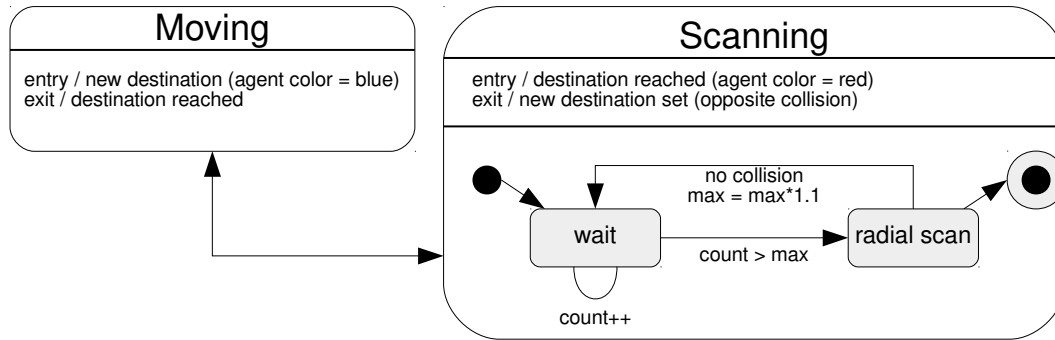 Moving
entry / new destination (agent color = blue)
exit / destination reached
Scanning
entry / destination reached (agent color = red)
exit / new destination set (opposite collision)
no collision
max = max*1.1
wait
radial scan
count > max
count++